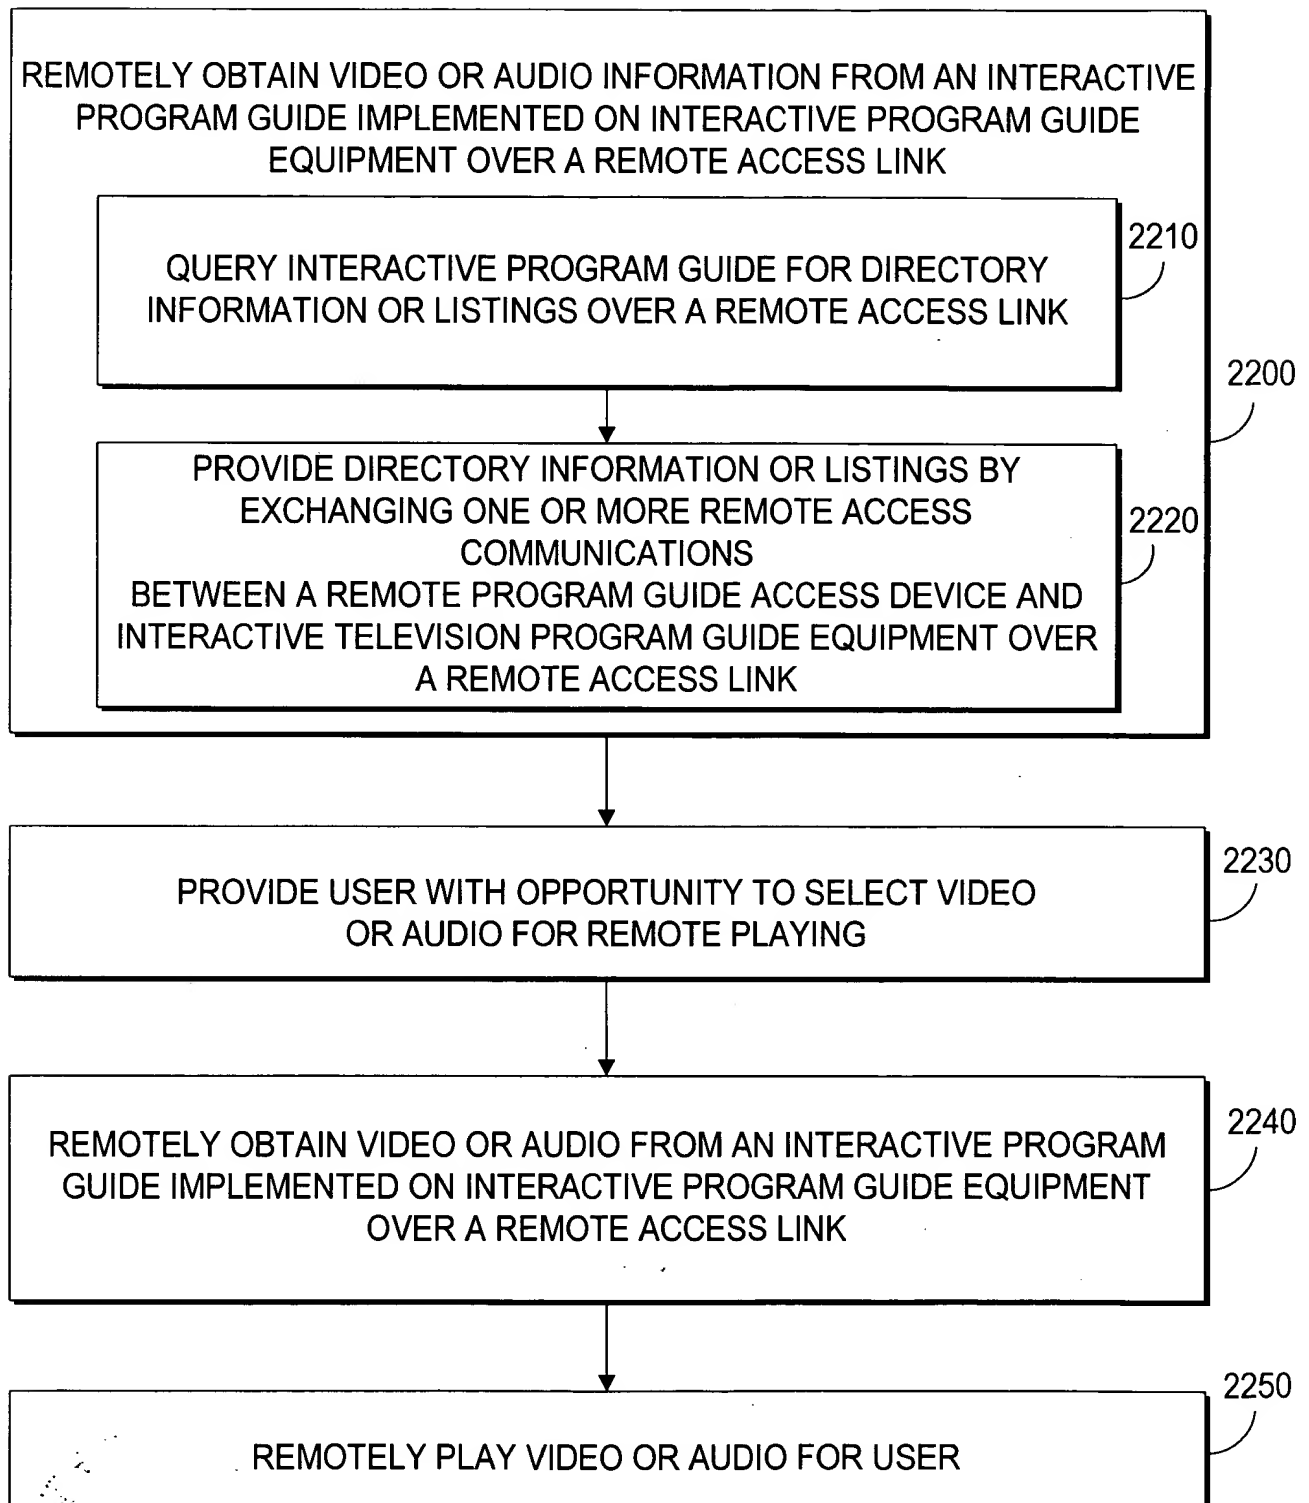 REMOTELY OBTAIN VIDEO OR AUDIO INFORMATION FROM AN INTERACTIVE
PROGRAM GUIDE IMPLEMENTED ON INTERACTIVE PROGRAM GUIDE
EQUIPMENT OVER A REMOTE ACCESS LINK
2210
QUERY INTERACTIVE PROGRAM GUIDE FOR DIRECTORY
INFORMATION OR LISTINGS OVER A REMOTE ACCESS LINK
2200
PROVIDE DIRECTORY INFORMATION OR LISTINGS BY
EXCHANGING ONE OR MORE REMOTE ACCESS
COMMUNICATIONS
BETWEEN A REMOTE PROGRAM GUIDE ACCESS DEVICE AND
INTERACTIVE TELEVISION PROGRAM GUIDE EQUIPMENT OVER
A REMOTE ACCESS LINK
2220
2230
PROVIDE USER WITH OPPORTUNITY TO SELECT VIDEO
OR AUDIO FOR REMOTE PLAYING
2240
REMOTELY OBTAIN VIDEO OR AUDIO FROM AN INTERACTIVE PROGRAM
GUIDE IMPLEMENTED ON INTERACTIVE PROGRAM GUIDE EQUIPMENT
OVER A REMOTE ACCESS LINK
2250
REMOTELY PLAY VIDEO OR AUDIO FOR USER